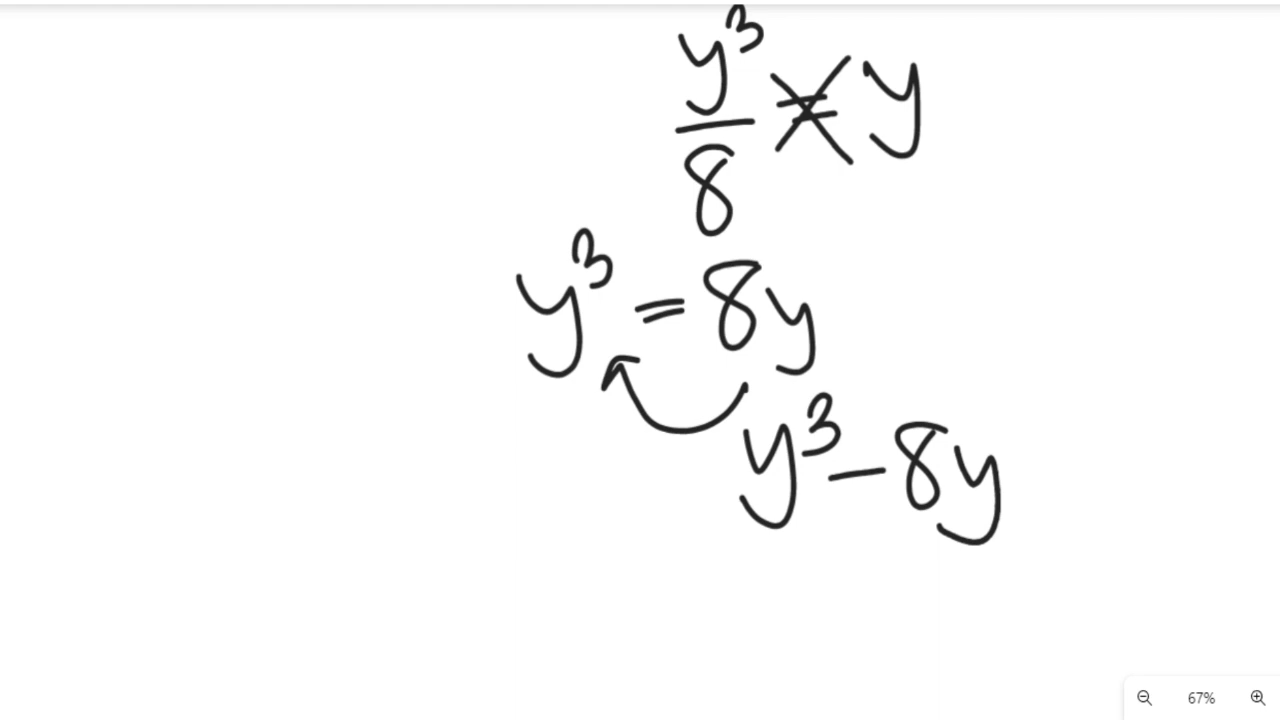 y³/8 = y
y³ = 8y
y³ - 8y
67%